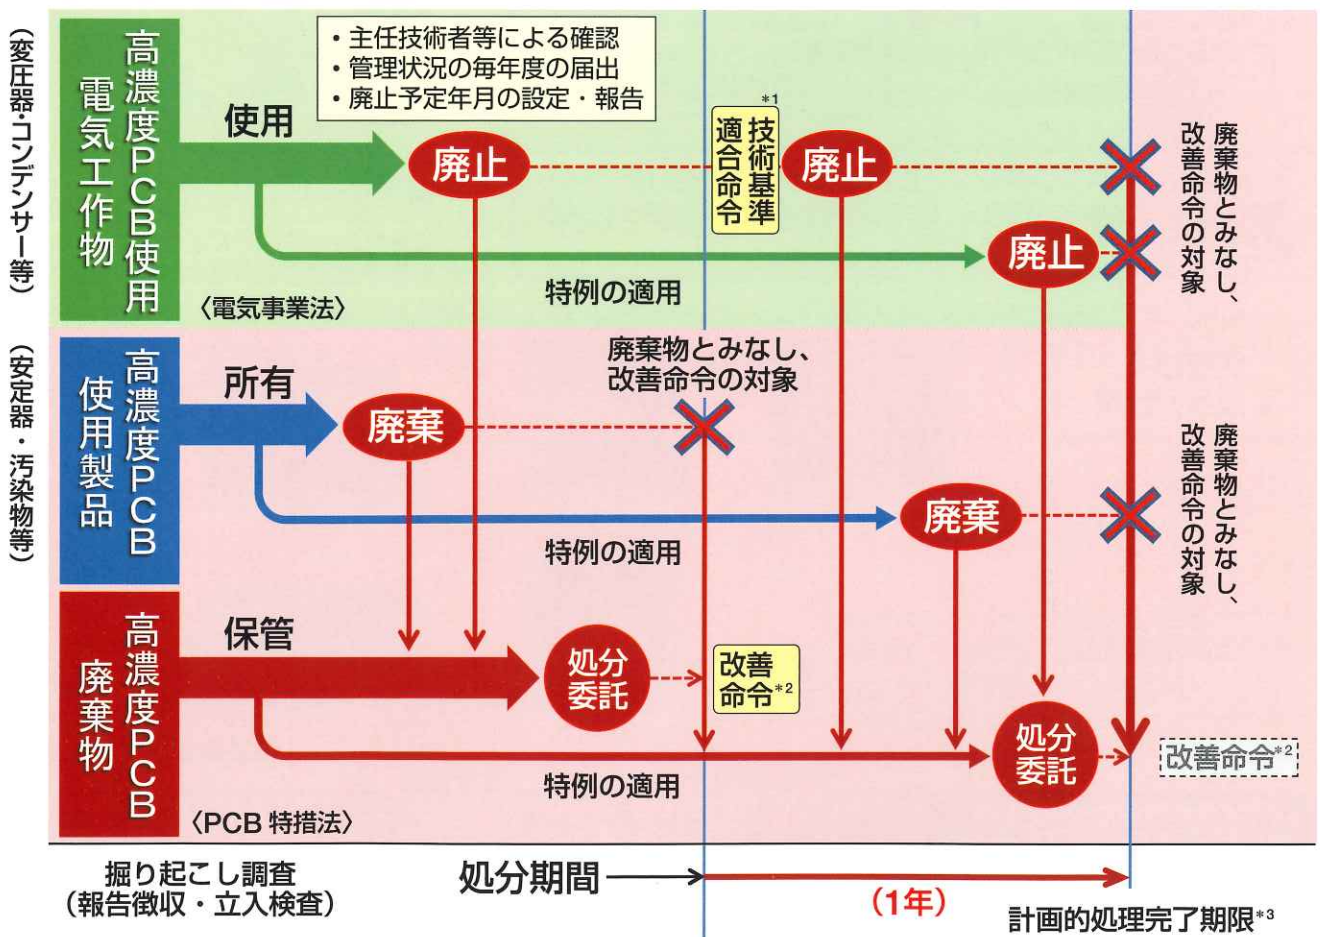 （変圧器・コンデンサー等）
高濃度PCB使用
電気工作物
使用
・主任技術者等による確認
・管理状況の毎年度の届出
・廃止予定年月の設定・報告
廃止
*1
技術基準
適合命令
廃止
廃止
特例の適用
〈電気事業法〉
廃棄物とみなし、
改善命令の対象
（安定器・汚染物等）
高濃度PCB
使用製品
所有
廃棄
廃棄物とみなし、
改善命令の対象
廃棄
特例の適用
廃棄物とみなし、
改善命令の対象
高濃度PCB
廃棄物
保管
処分
委託
改善
命令*2
特例の適用
処分
委託
改善命令*2
〈PCB 特措法〉
掘り起こし調査
（報告徴収・立入検査）
処分期間
（1年）
計画的処理完了期限*3